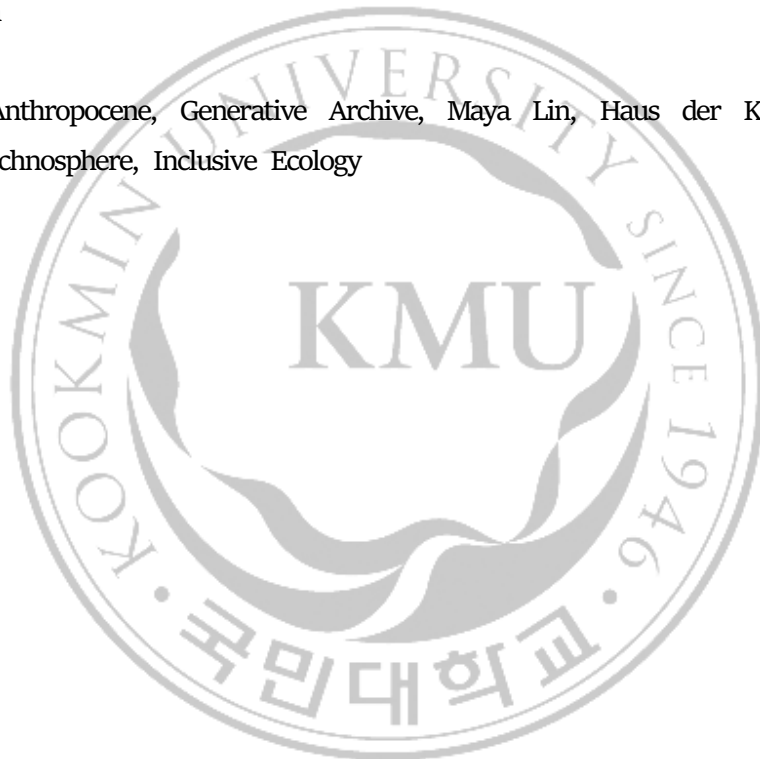 Anthropocene, Generative Archive, Maya Lin, Haus der K
chnosphere, Inclusive Ecology
KOOKMIN UNIVERSITY SINCE 1946
KMU
국민대학교